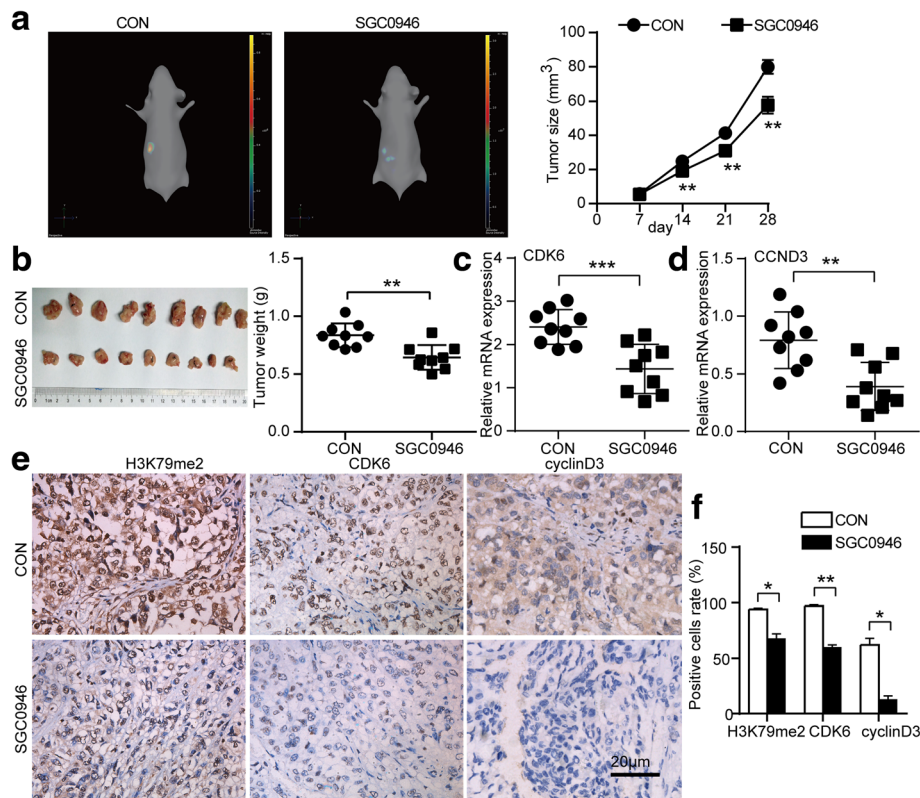 a
CON
SGC0946
CON
SGC0946
Tumor size (mm³)
100
80
60
40
20
0
**
**
**
0
7
14
21
28
day
b
CON
SGC0946
Tumor weight (g)
1.5
1.0
0.5
0.0
**
CON
SGC0946
c
CDK6
Relative mRNA expression
4
3
2
1
0
***
CON
SGC0946
d
CCND3
Relative mRNA expression
1.5
1.0
0.5
0.0
**
CON
SGC0946
e
H3K79me2
CDK6
cyclinD3
CON
SGC0946
20μm
f
CON
SGC0946
Positive cells rate (%)
150
100
50
0
*
**
*
H3K79me2
CDK6
cyclinD3